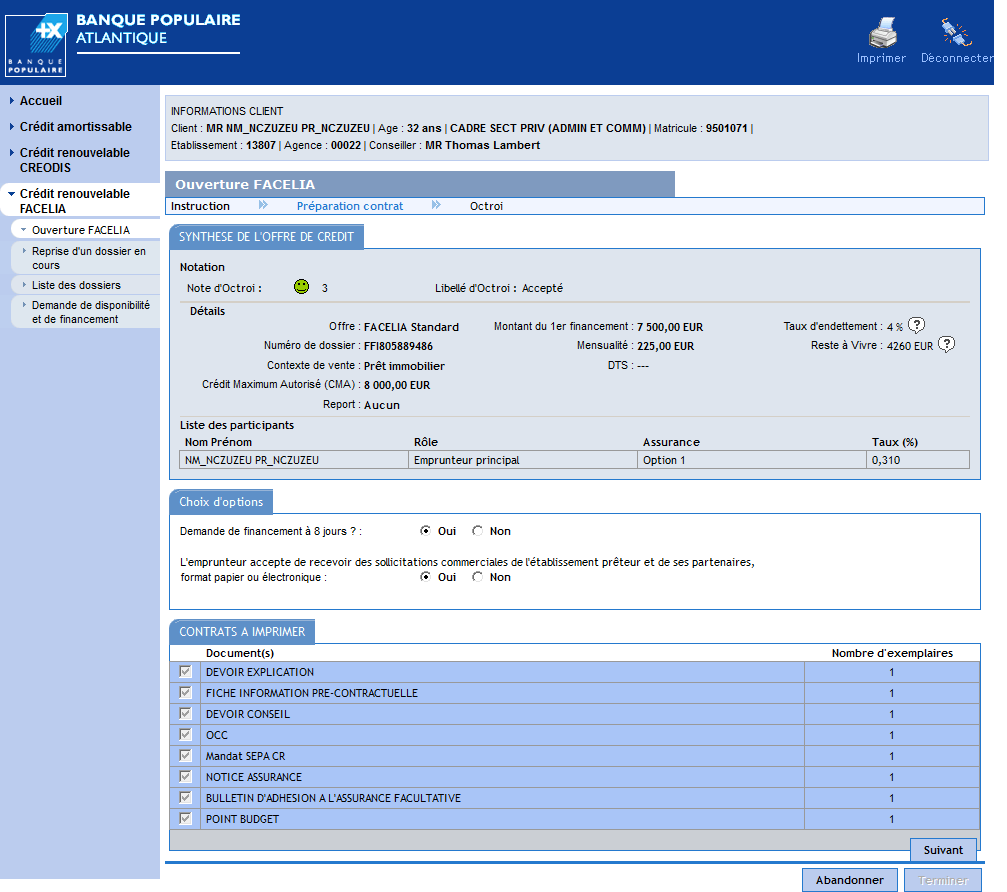 BANQUE POPULAIRE
ATLANTIQUE
BANQUE
POPULAIRE
Imprimer
Déconnecter
Accueil
Crédit amortissable
Crédit renouvelable
CREODIS
Crédit renouvelable
FACELIA
Ouverture FACELIA
Reprise d'un dossier en
cours
Liste des dossiers
Demande de disponibilité
et de financement
INFORMATIONS CLIENT
Client : MR NM_NCZUZEU PR_NCZUZEU | Age : 32 ans | CADRE SECT PRIV (ADMIN ET COMM) | Matricule : 9501071 |
Etablissement : 13807 | Agence : 00022 | Conseiller : MR Thomas Lambert
Ouverture FACELIA
Instruction Préparation contrat Octroi
SYNTHESE DE L'OFFRE DE CREDIT
Notation
Note d'Octroi : 3 Libellé d'Octroi : Accepté
Détails
Offre : FACELIA Standard Montant du 1er financement : 7 500,00 EUR Taux d'endettement : 4 % ?
Numéro de dossier : FFI805889486 Mensualité : 225,00 EUR Reste à Vivre : 4260 EUR ?
Contexte de vente : Prêt immobilier DTS : ---
Crédit Maximum Autorisé (CMA) : 8 000,00 EUR
Report : Aucun
Liste des participants
Nom Prénom Rôle Assurance Taux (%)
NM_NCZUZEU PR_NCZUZEU Emprunteur principal Option 1 0,310
Choix d'options
Demande de financement à 8 jours ? : Oui Non
L'emprunteur accepte de recevoir des sollicitations commerciales de l'établissement prêteur et de ses partenaires,
format papier ou électronique : Oui Non
CONTRATS A IMPRIMER
Document(s) Nombre d'exemplaires
DEVOIR EXPLICATION 1
FICHE INFORMATION PRE-CONTRACTUELLE 1
DEVOIR CONSEIL 1
OCC 1
Mandat SEPA CR 1
NOTICE ASSURANCE 1
BULLETIN D'ADHESION A L'ASSURANCE FACULTATIVE 1
POINT BUDGET 1
Suivant
Abandonner Terminer